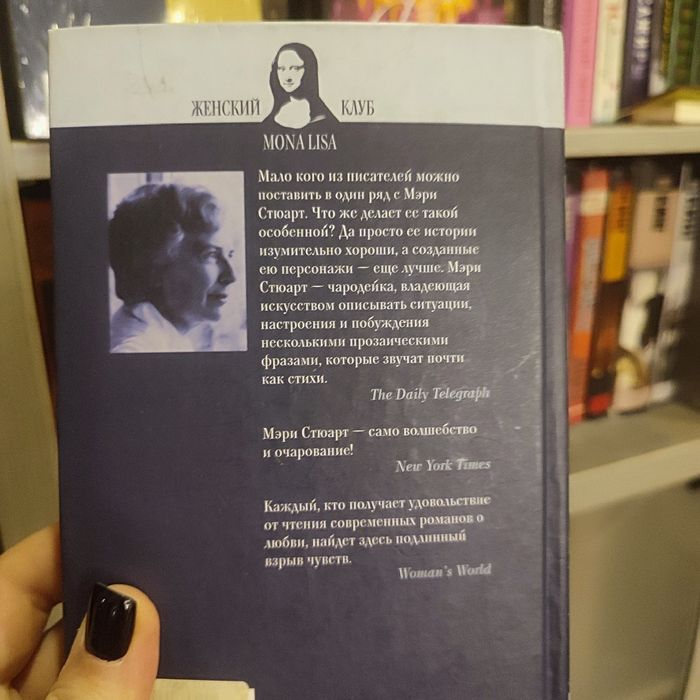 ЖЕНСКИЙ КЛУБ
MONA LISA
Мало кого из писателей можно
поставить в один ряд с Мэри
Стюарт. Что же делает ее такой
особенной? Да просто ее истории
изумительно хороши, а созданные
ею персонажи — еще лучше. Мэри
Стюарт — чародейка, владеющая
искусством описывать ситуации,
настроения и побуждения
несколькими прозаическими
фразами, которые звучат почти
как стихи.
The Daily Telegraph
Мэри Стюарт — само волшебство
и очарование!
New York Times
Каждый, кто получает удовольствие
от чтения современных романов о
любви, найдет здесь подлинный
взрыв чувств.
Woman's World